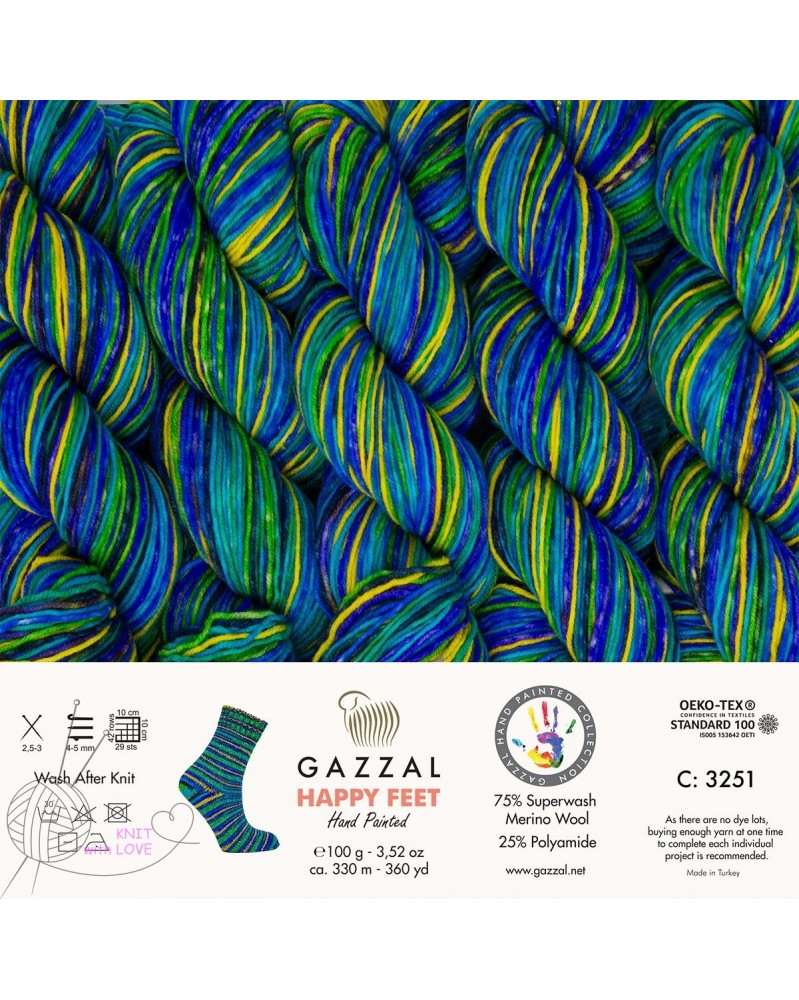 10 cm
10 cm
42 rows
29 sts
2,5-3
4-5 mm
Wash After Knit
30
KNIT
with LOVE
GAZZAL
HAPPY FEET
Hand Painted
℮100 g - 3,52 oz
ca. 330 m - 360 yd
GAZZAL HAND PAINTED COLLECTION
75% Superwash
Merino Wool
25% Polyamide
www.gazzal.net
OEKO-TEX®
CONFIDENCE IN TEXTILES
STANDARD 100
IS005 153642 OETI
C: 3251
As there are no dye lots,
buying enough yarn at one time
to complete each individual
project is recommended.
Made in Turkey